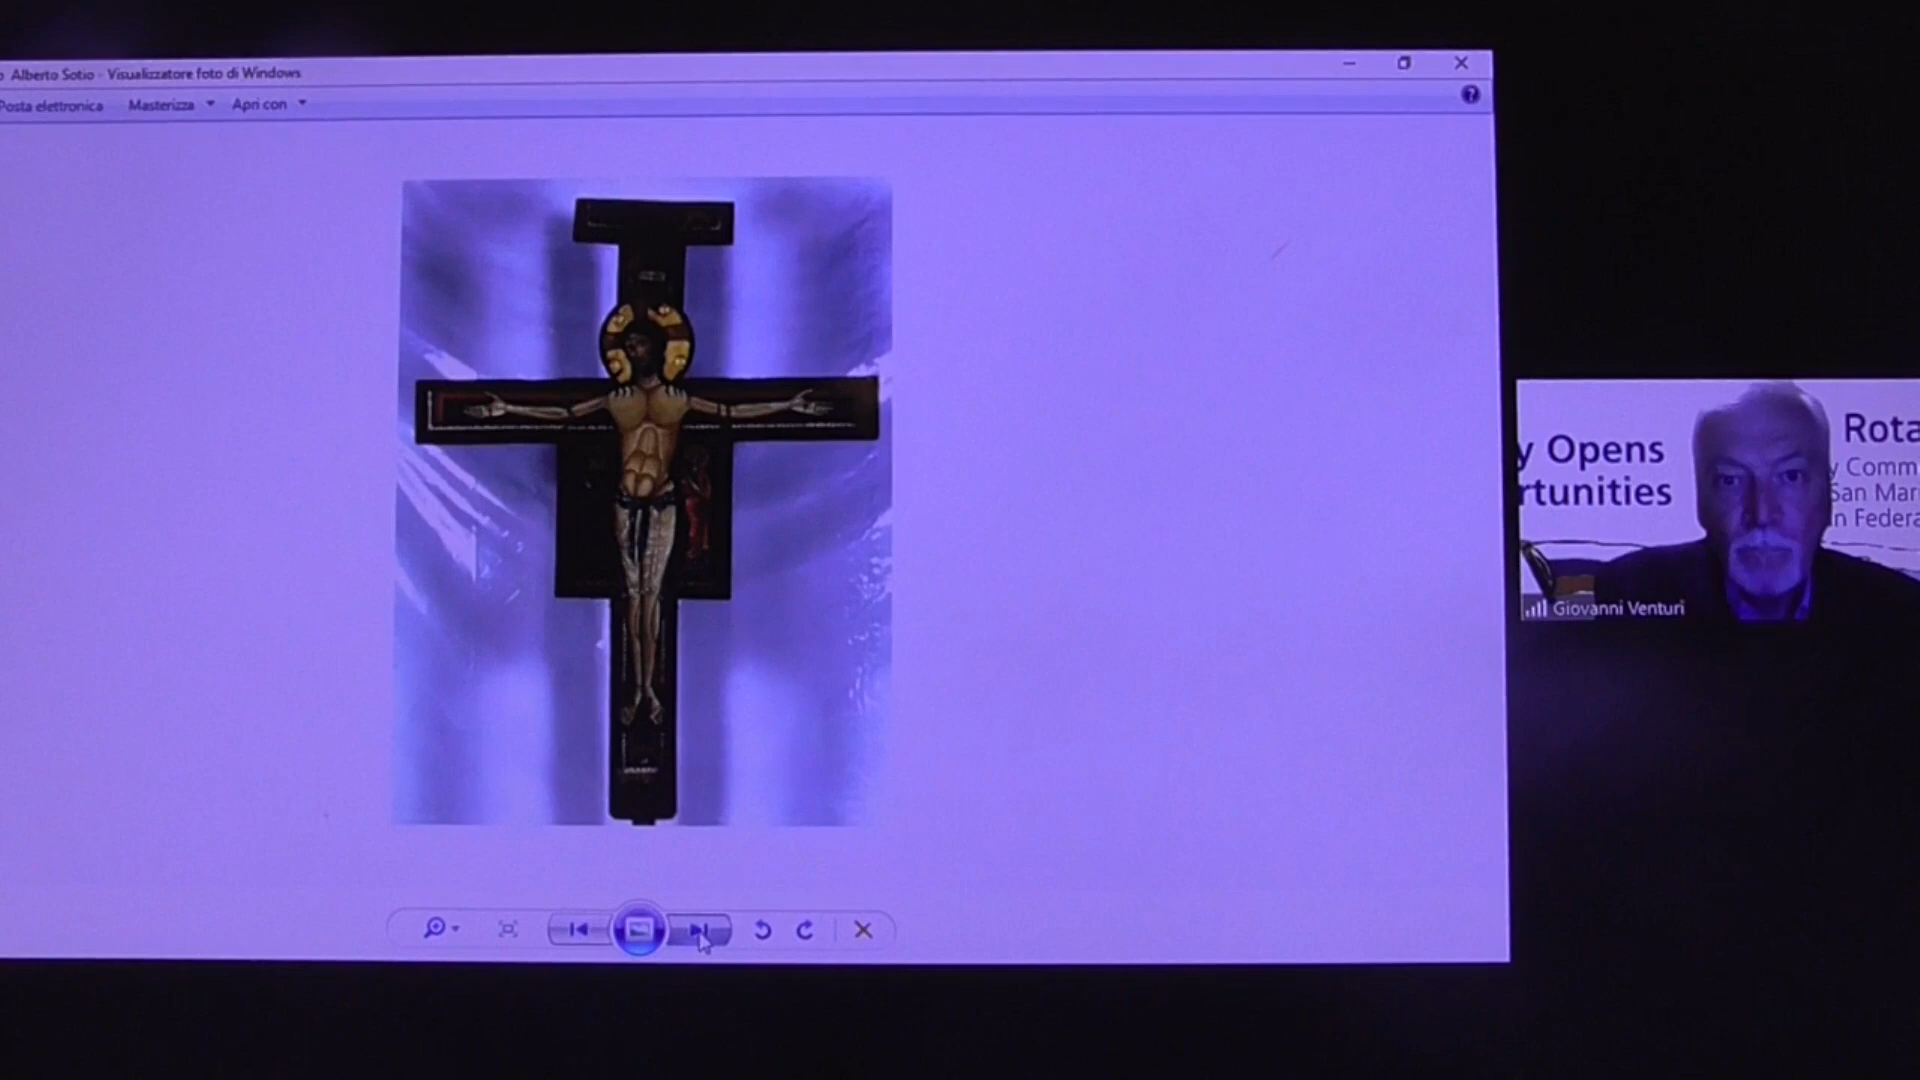 Alberto Sotio - Visualizzatore foto di Windows
Posta elettronica Masterizza Apri con
y Opens
rtunities
Rota
y Comm
San Mar
n Federa
Giovanni Venturi